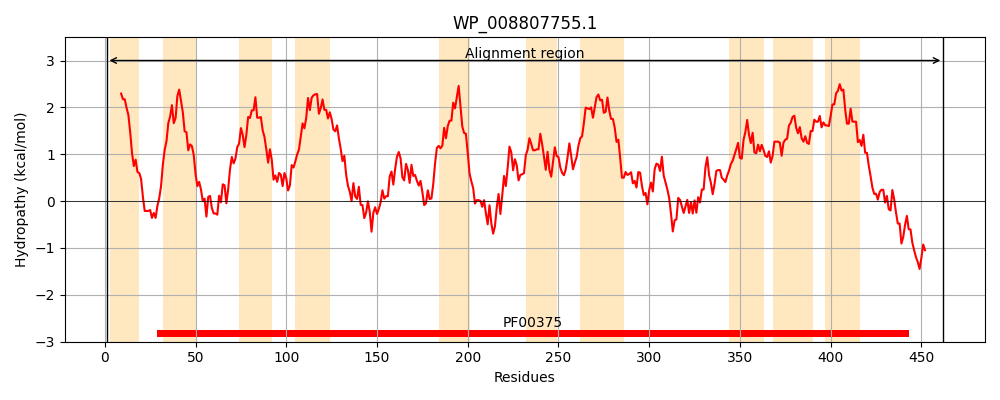 WP_008807755.1
Alignment region
3
2
1
0
−1
−2
−3
Hydropathy (kcal/mol)
PF00375
0 50 100 150 200 250 300 350 400 450
Residues